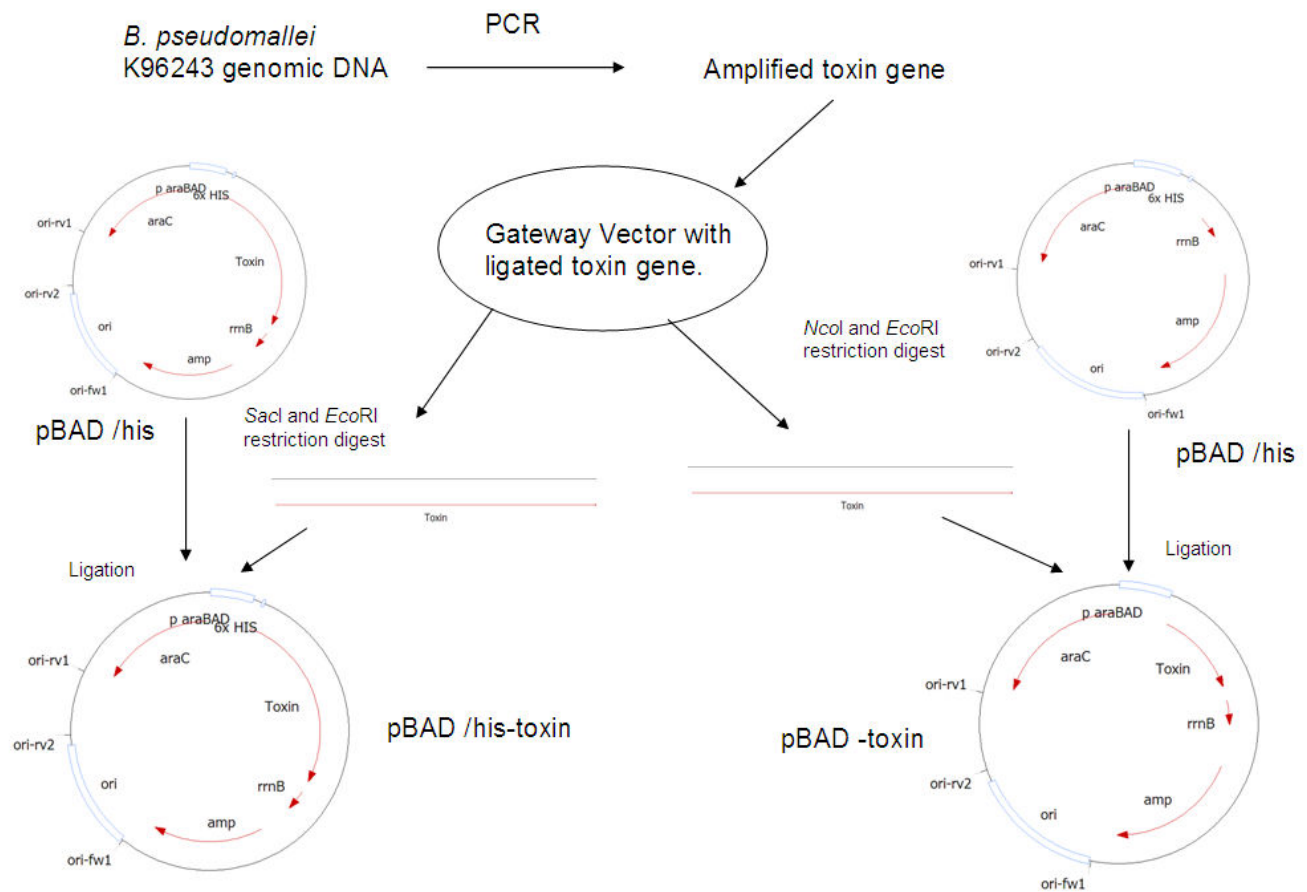 B. pseudomallei
K96243 genomic DNA
PCR
Amplified toxin gene
Gateway Vector with
ligated toxin gene.
p araBAD
6x HIS
araC
ori-rv1
Toxin
ori-rv2
ori
rrnB
amp
ori-fw1
pBAD /his
p araBAD
6x HIS
araC
rrnB
ori-rv1
amp
ori-rv2
ori
ori-fw1
pBAD /his
SacI and EcoRI
restriction digest
NcoI and EcoRI
restriction digest
Toxin
Toxin
Ligation
Ligation
p araBAD
6x HIS
araC
ori-rv1
Toxin
ori-rv2
ori
rrnB
amp
ori-fw1
pBAD /his-toxin
p araBAD
araC
Toxin
ori-rv1
rrnB
ori-rv2
amp
ori
ori-fw1
pBAD -toxin